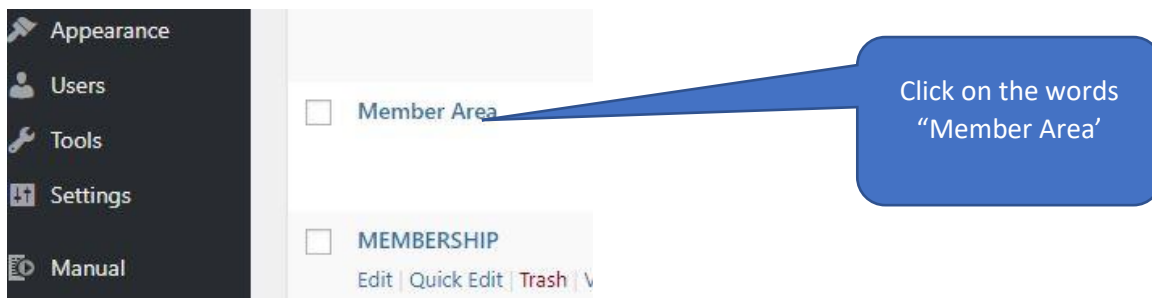 Appearance
Users
Tools
Settings
Manual
Member Area
MEMBERSHIP
Edit | Quick Edit | Trash |
Click on the words
“Member Area’